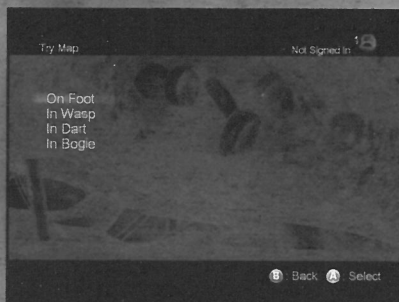 Try Map
Not Signed In
On Foot
In Wasp
In Dart
In Bogie
B : Back A : Select